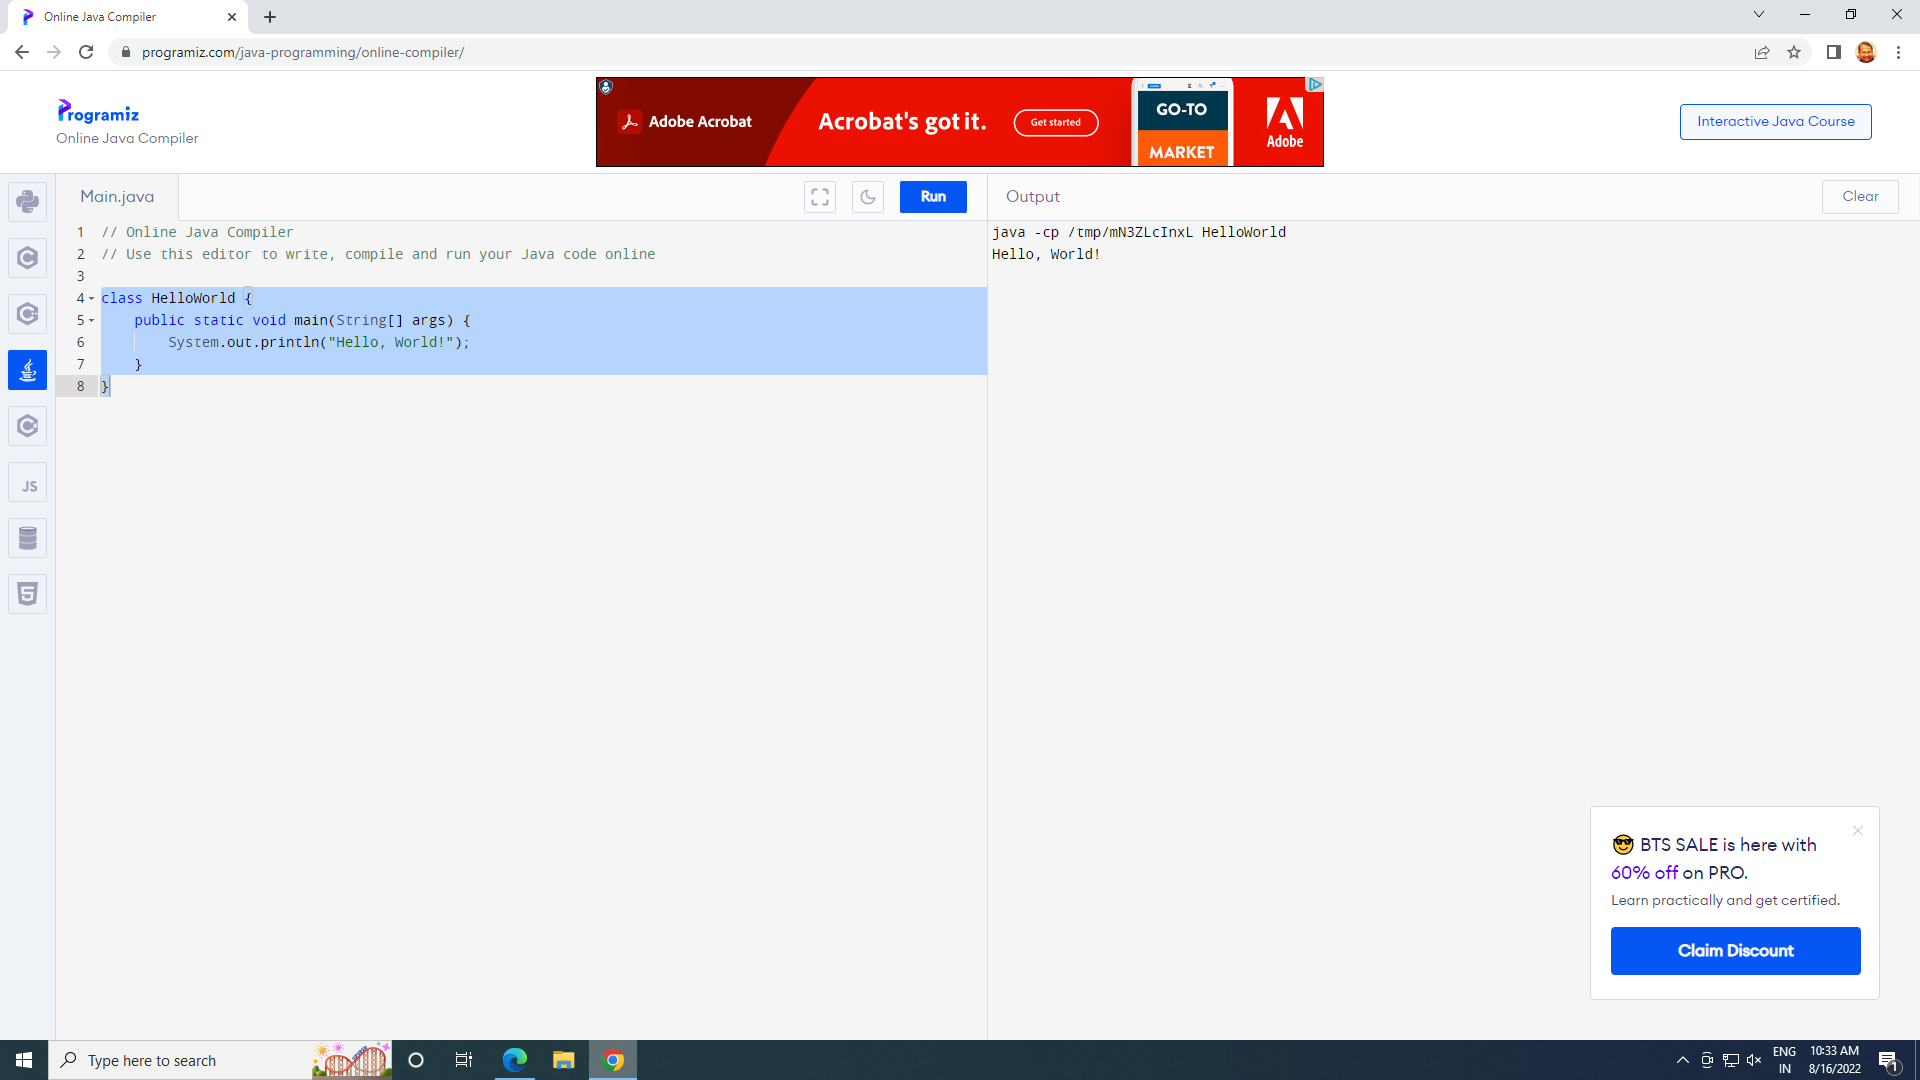 Online Java Compiler
programiz.com/java-programming/online-compiler/
Programiz
Online Java Compiler
Adobe Acrobat
Acrobat's got it.
Get started
GO-TO
MARKET
Adobe
Interactive Java Course
Main.java
Run
Output
Clear
1 // Online Java Compiler
2 // Use this editor to write, compile and run your Java code online
3
4 class HelloWorld {
5     public static void main(String[] args) {
6         System.out.println("Hello, World!");
7     }
8 }
java -cp /tmp/mN3ZLcInxL HelloWorld
Hello, World!
JS
😎 BTS SALE is here with
60% off on PRO.
Learn practically and get certified.
Claim Discount
Type here to search
ENG
IN
10:33 AM
8/16/2022
1